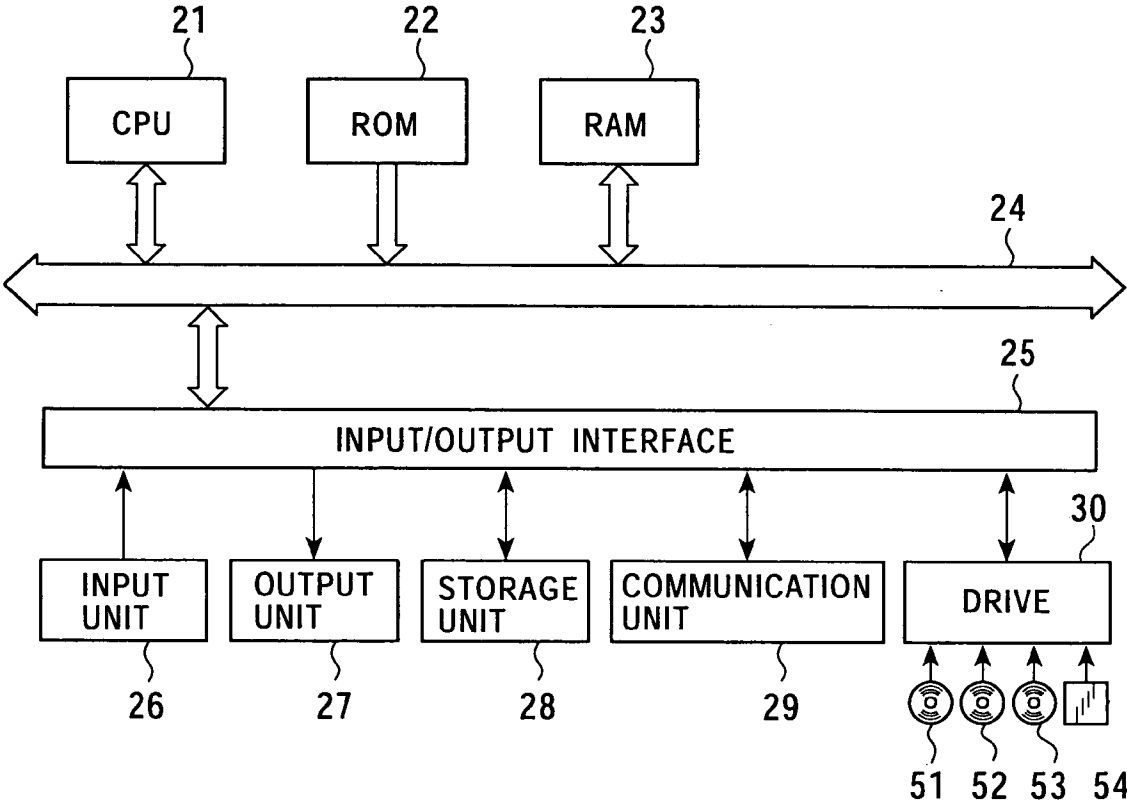 21
22
23
CPU
ROM
RAM
24
25
INPUT/OUTPUT INTERFACE
30
INPUT
UNIT
OUTPUT
UNIT
STORAGE
UNIT
COMMUNICATION
UNIT
DRIVE
26
27
28
29
51
52
53
54